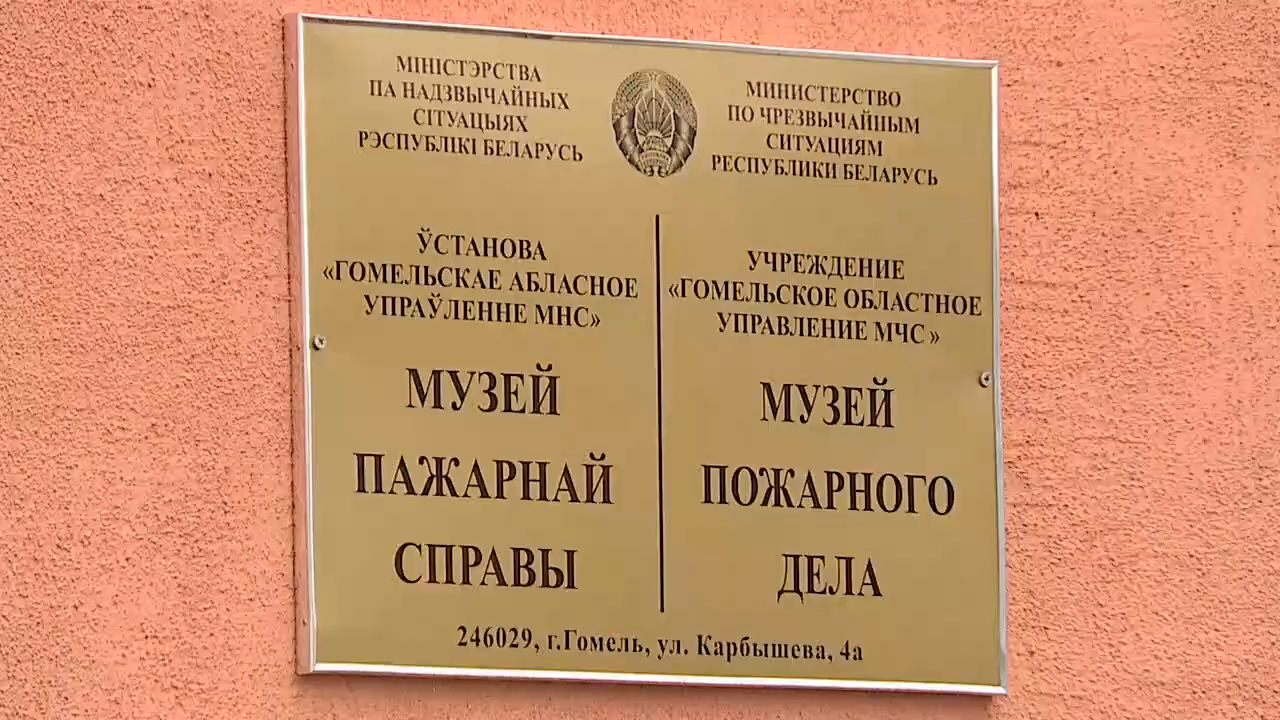 МІНІСТЭРСТВА
ПА НАДЗВЫЧАЙНЫХ
СІТУАЦЫЯХ
РЭСПУБЛІКІ БЕЛАРУСЬ
МИНИСТЕРСТВО
ПО ЧРЕЗВЫЧАЙНЫМ
СИТУАЦИЯМ
РЕСПУБЛИКИ БЕЛАРУСЬ
ЎСТАНОВА
«ГОМЕЛЬСКАЕ АБЛАСНОЕ
УПРАЎЛЕННЕ МНС»
МУЗЕЙ
ПАЖАРНАЙ
СПРАВЫ
УЧРЕЖДЕНИЕ
«ГОМЕЛЬСКОЕ ОБЛАСТНОЕ
УПРАВЛЕНИЕ МЧС »
МУЗЕЙ
ПОЖАРНОГО
ДЕЛА
246029, г.Гомель, ул. Карбышева, 4а